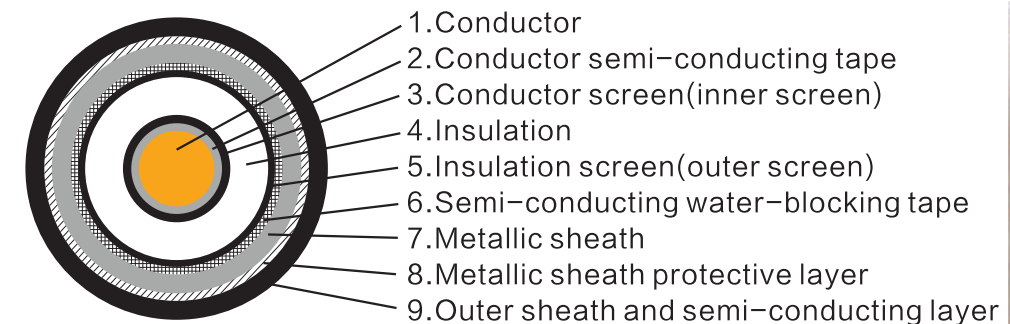 1.Conductor
2.Conductor semi-conducting tape
3.Conductor screen(inner screen)
4.Insulation
5.Insulation screen(outer screen)
6.Semi-conducting water-blocking tape
7.Metallic sheath
8.Metallic sheath protective layer
9.Outer sheath and semi-conducting layer